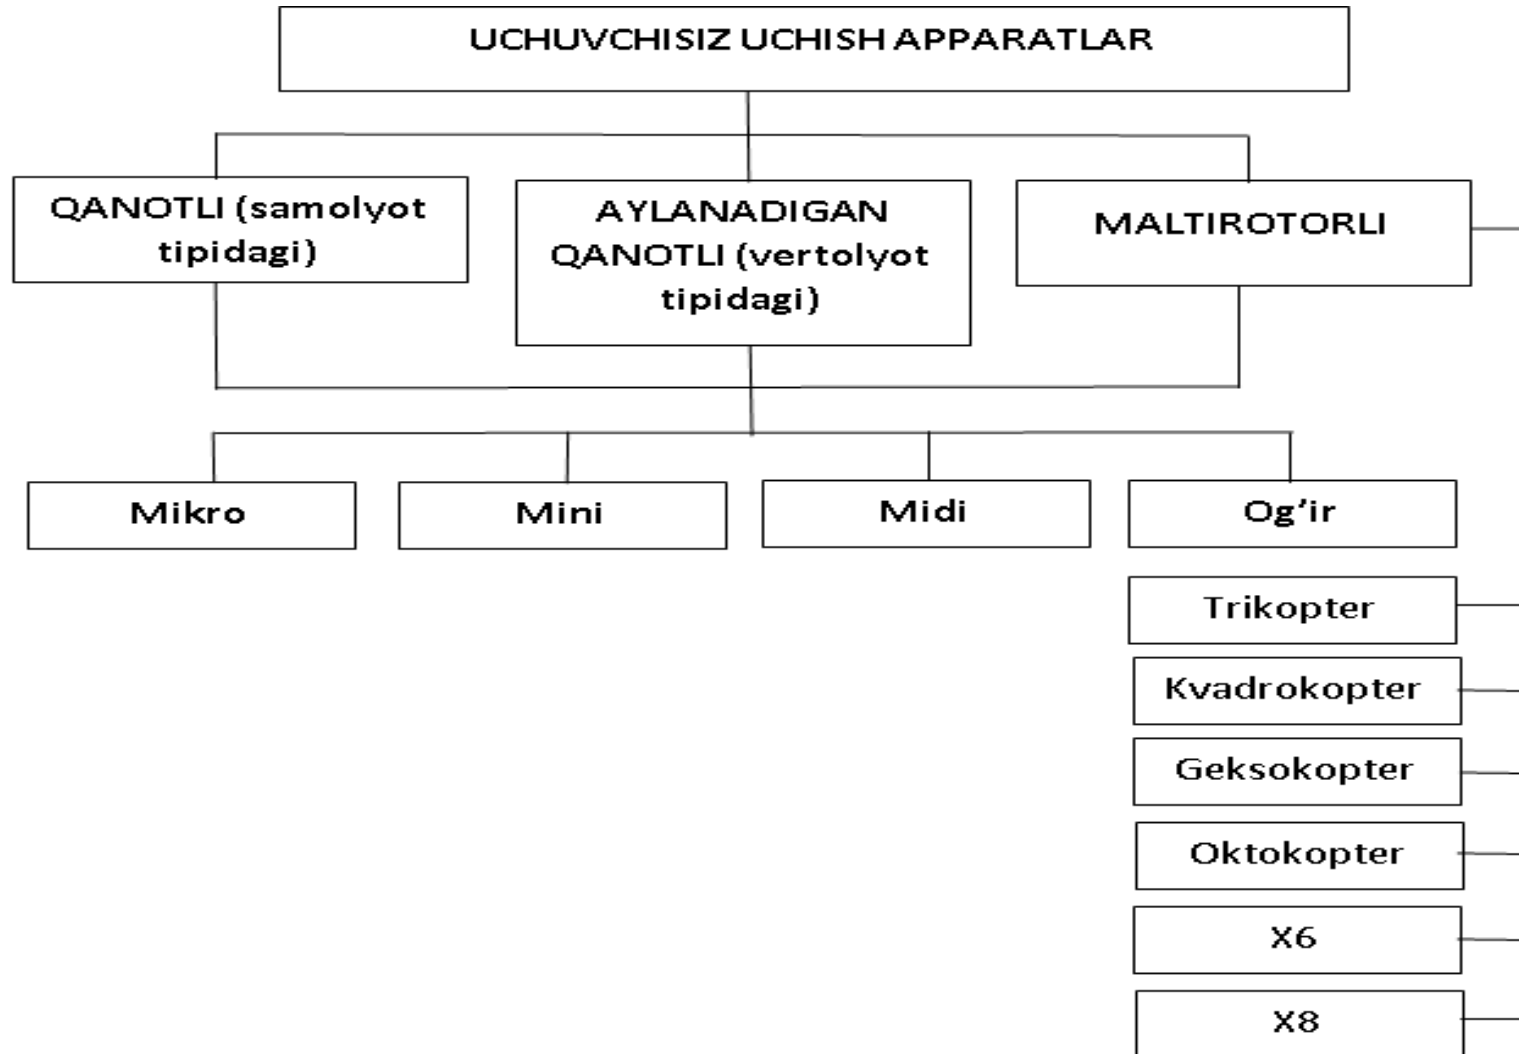 UCHUVCHISIZ UCHISH APPARATLAR
QANOTLI (samolyot
tipidagi)
AYLANADIGAN
QANOTLI (vertolyot
tipidagi)
MALTIROTORLI
Mikro
Mini
Midi
Og’ir
Trikopter
Kvadrokopter
Geksokopter
Oktokopter
X6
X8